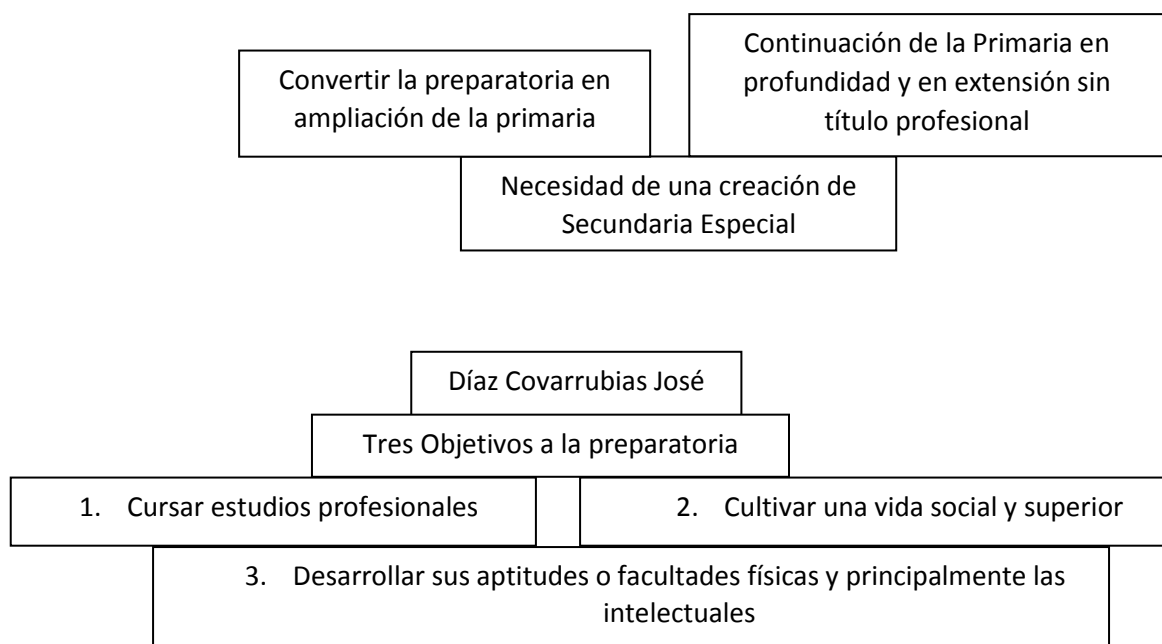 Convertir la preparatoria en
ampliación de la primaria
Continuación de la Primaria en
profundidad y en extensión sin
título profesional
Necesidad de una creación de
Secundaria Especial
Díaz Covarrubias José
Tres Objetivos a la preparatoria
1. Cursar estudios profesionales
2. Cultivar una vida social y superior
3. Desarrollar sus aptitudes o facultades físicas y principalmente las
intelectuales